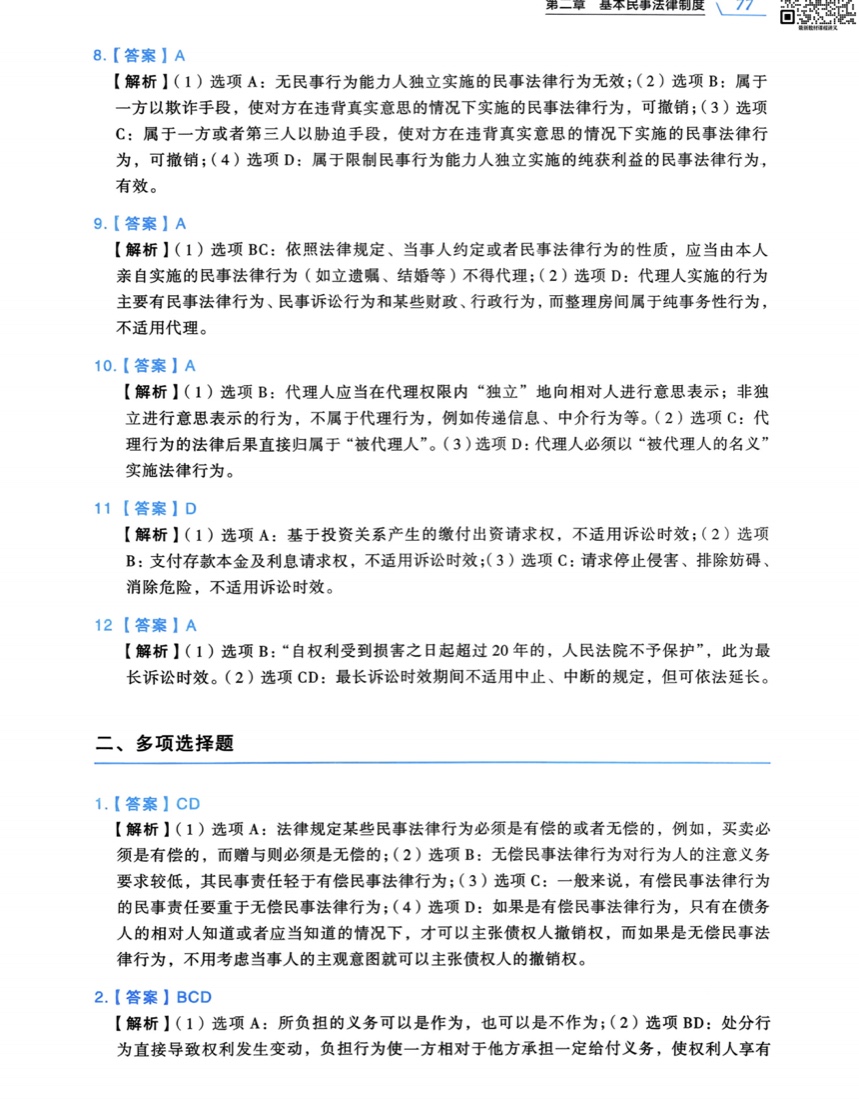 第二章 基本民事法律制度 77
8.【答案】A
【解析】(1)选项 A：无民事行为能力人独立实施的民事法律行为无效；(2)选项 B：属于
一方以欺诈手段，使对方在违背真实意思的情况下实施的民事法律行为，可撤销；(3)选项
C：属于一方或者第三人以胁迫手段，使对方在违背真实意思的情况下实施的民事法律行
为，可撤销；(4)选项 D：属于限制民事行为能力人独立实施的纯获利益的民事法律行为，
有效。
9.【答案】A
【解析】(1)选项 BC：依照法律规定、当事人约定或者民事法律行为的性质，应当由本人
亲自实施的民事法律行为（如立遗嘱、结婚等）不得代理；(2)选项 D：代理人实施的行为
主要有民事法律行为、民事诉讼行为和某些财政、行政行为，而整理房间属于纯事务性行为，
不适用代理。
10.【答案】A
【解析】(1)选项 B：代理人应当在代理权限内“独立”地向相对人进行意思表示；非独
立进行意思表示的行为，不属于代理行为，例如传递信息、中介行为等。(2)选项 C：代
理行为的法律后果直接归属于“被代理人”。(3)选项 D：代理人必须以“被代理人的名义”
实施法律行为。
11【答案】D
【解析】(1)选项 A：基于投资关系产生的缴付出资请求权，不适用诉讼时效；(2)选项
B：支付存款本金及利息请求权，不适用诉讼时效；(3)选项 C：请求停止侵害、排除妨碍、
消除危险，不适用诉讼时效。
12【答案】A
【解析】(1)选项 B：“自权利受到损害之日起超过 20 年的，人民法院不予保护”，此为最
长诉讼时效。(2)选项 CD：最长诉讼时效期间不适用中止、中断的规定，但可依法延长。
二、多项选择题
1.【答案】CD
【解析】(1)选项 A：法律规定某些民事法律行为必须是有偿的或者无偿的，例如，买卖必
须是有偿的，而赠与则必须是无偿的；(2)选项 B：无偿民事法律行为对行为人的注意义务
要求较低，其民事责任轻于有偿民事法律行为；(3)选项 C：一般来说，有偿民事法律行为
的民事责任要重于无偿民事法律行为；(4)选项 D：如果是有偿民事法律行为，只有在债务
人的相对人知道或者应当知道的情况下，才可以主张债权人撤销权，而如果是无偿民事法
律行为，不用考虑当事人的主观意图就可以主张债权人的撤销权。
2.【答案】BCD
【解析】(1)选项 A：所负担的义务可以是作为，也可以是不作为；(2)选项 BD：处分行
为直接导致权利发生变动，负担行为使一方相对于他方承担一定给付义务，使权利人享有